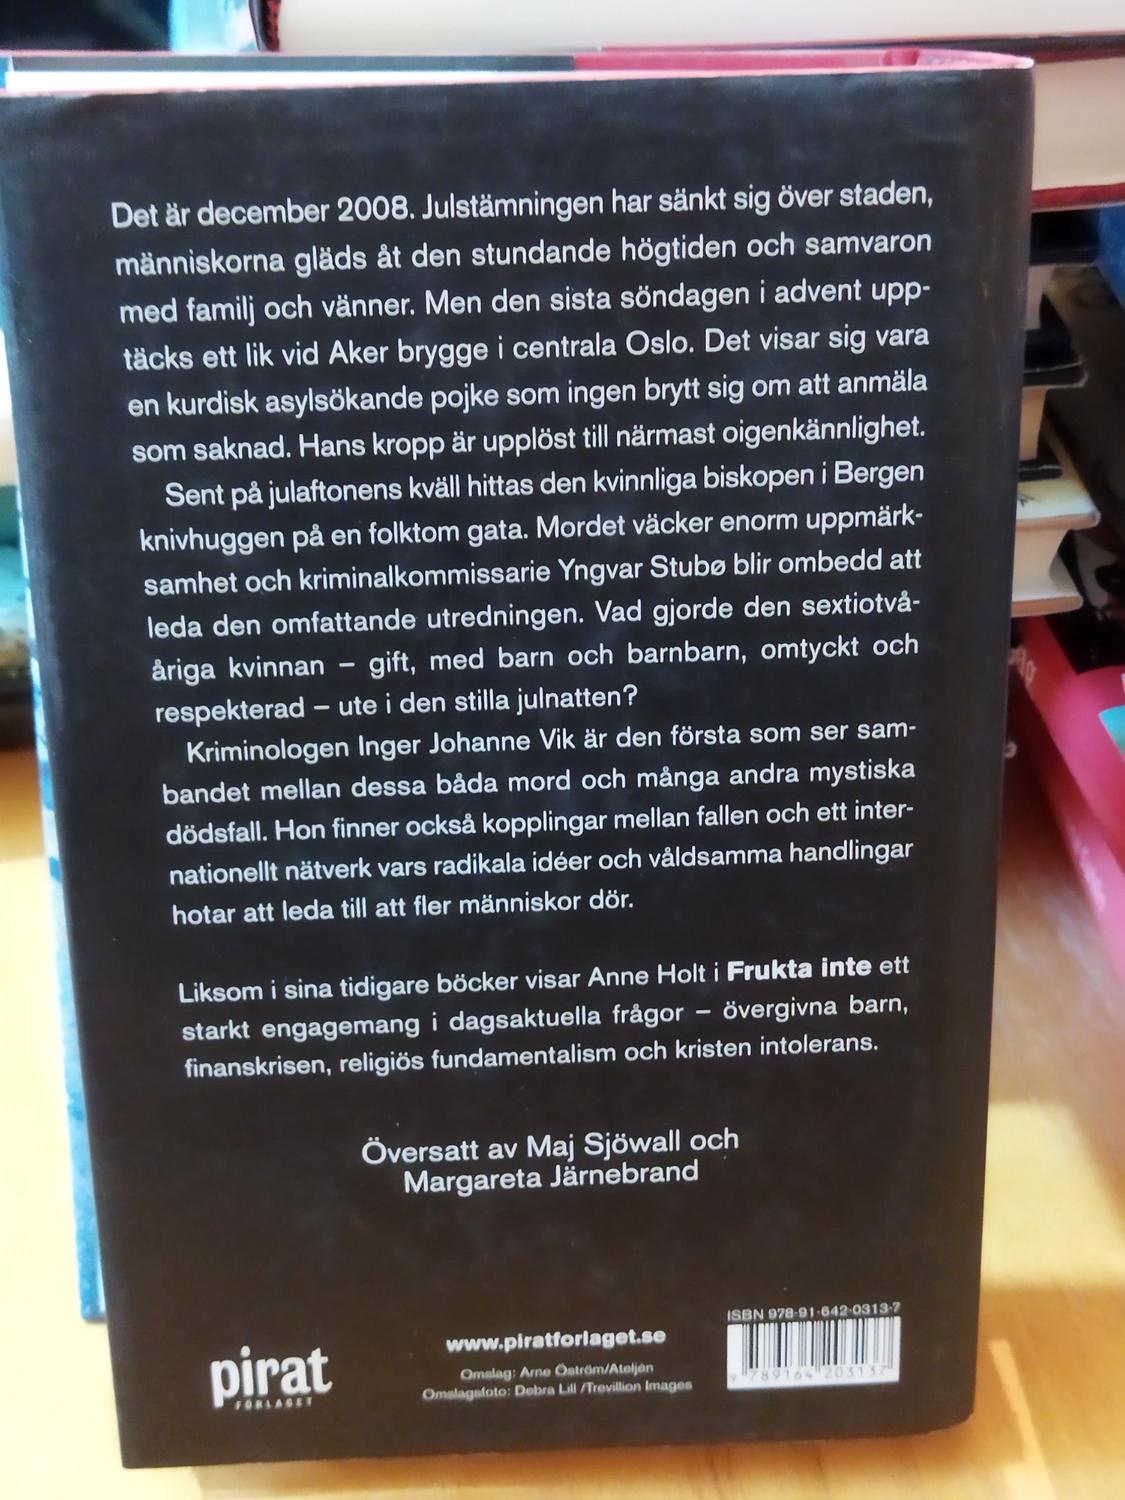 Det är december 2008. Julstämningen har sänkt sig över staden,
människorna gläds åt den stundande högtiden och samvaron
med familj och vänner. Men den sista söndagen i advent upp-
täcks ett lik vid Aker brygge i centrala Oslo. Det visar sig vara
en kurdisk asylsökande pojke som ingen brytt sig om att anmäla
som saknad. Hans kropp är upplöst till närmast oigenkännlighet.
Sent på julaftonens kväll hittas den kvinnliga biskopen i Bergen
knivhuggen på en folktom gata. Mordet väcker enorm uppmärk-
samhet och kriminalkommissarie Yngvar Stubø blir ombedd att
leda den omfattande utredningen. Vad gjorde den sextiotvå-
åriga kvinnan – gift, med barn och barnbarn, omtyckt och
respekterad – ute i den stilla julnatten?
Kriminologen Inger Johanne Vik är den första som ser sam-
bandet mellan dessa båda mord och många andra mystiska
dödsfall. Hon finner också kopplingar mellan fallen och ett inter-
nationellt nätverk vars radikala idéer och våldsamma handlingar
hotar att leda till att fler människor dör.
Liksom i sina tidigare böcker visar Anne Holt i Frukta inte ett
starkt engagemang i dagsaktuella frågor – övergivna barn,
finanskrisen, religiös fundamentalism och kristen intolerans.
Översatt av Maj Sjöwall och
Margareta Järnebrand
ISBN 978-91-642-0313-7
www.piratforlaget.se
Omslag: Arne Öström/Ateljén
Omslagsfoto: Debra Lill /Trevillion Images
pirat
FÖRLAGET
9 789164 203137